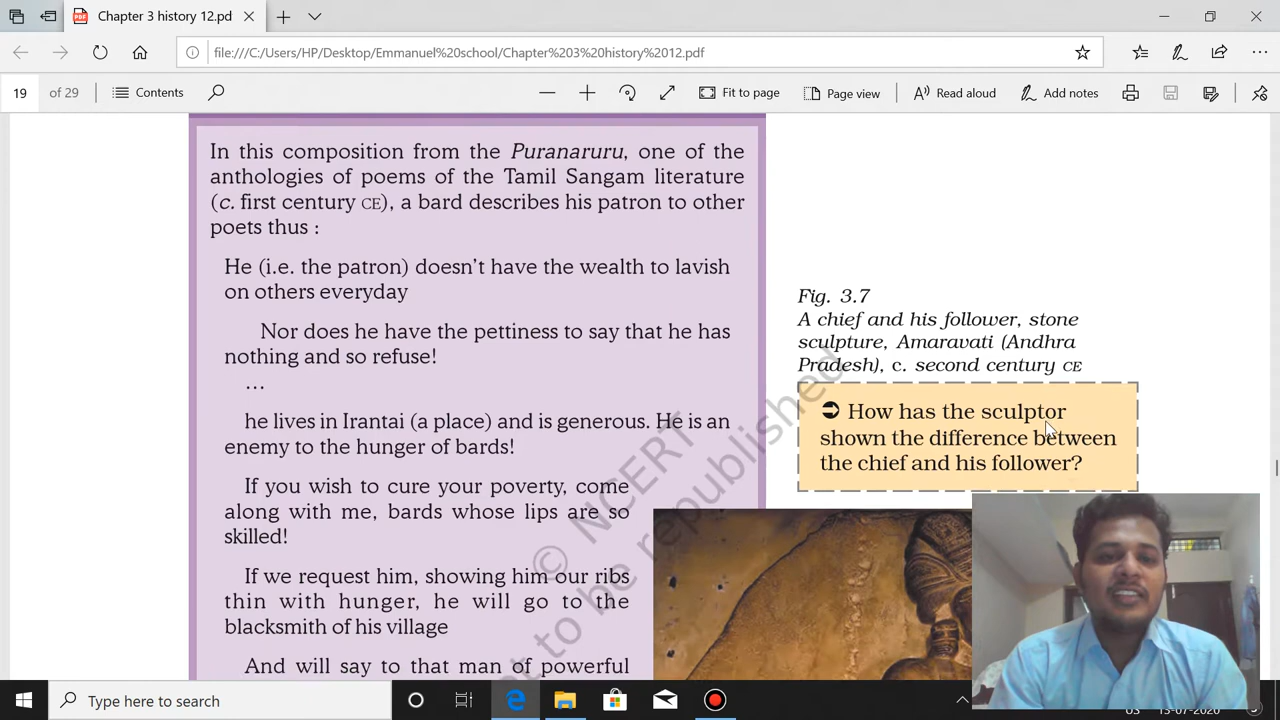 Chapter 3 history 12.pd
file:///C:/Users/HP/Desktop/Emmanuel%20school/Chapter%203%20history%2012.pdf
19 of 29 Contents Fit to page Page view Read aloud Add notes
In this composition from the Puranaruru, one of the
anthologies of poems of the Tamil Sangam literature
(c. first century CE), a bard describes his patron to other
poets thus :
He (i.e. the patron) doesn't have the wealth to lavish
on others everyday
Nor does he have the pettiness to say that he has
nothing and so refuse!
...
he lives in Irantai (a place) and is generous. He is an
enemy to the hunger of bards!
If you wish to cure your poverty, come
along with me, bards whose lips are so
skilled!
If we request him, showing him our ribs
thin with hunger, he will go to the
blacksmith of his village
And will say to that man of powerful
Fig. 3.7
A chief and his follower, stone
sculpture, Amaravati (Andhra
Pradesh), c. second century CE
➲ How has the sculptor
shown the difference between
the chief and his follower?
© NCERT
to be republished
Type here to search
13-07-2020